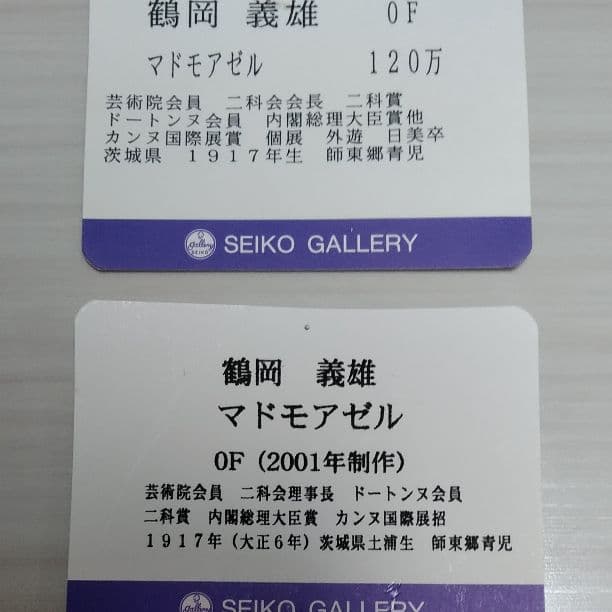 鶴岡 義雄 0F
マドモアゼル 120万
芸術院会員 二科会会長 二科賞
ドートンヌ会員 内閣総理大臣賞他
カンヌ国際展賞 個展 外遊 日美卒
茨城県 1917年生 師東郷青児
Gallery SEIKO SEIKO GALLERY
鶴岡 義雄
マドモアゼル
0F(2001年制作)
芸術院会員 二科会理事長 ドートンヌ会員
二科賞 内閣総理大臣賞 カンヌ国際展招
1917年(大正6年)茨城県土浦生 師東郷青児
Gallery SEIKO GALLERY